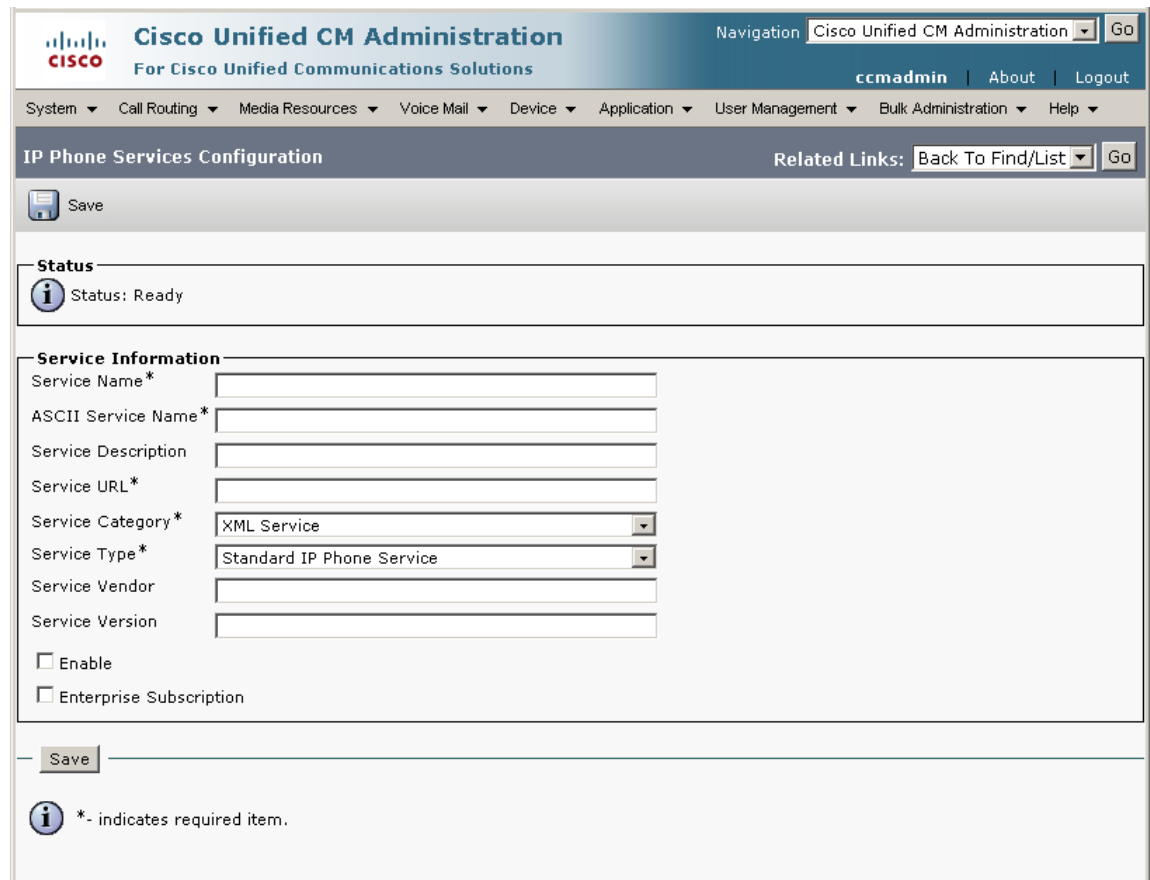 Cisco Unified CM Administration
For Cisco Unified Communications Solutions
CISCO
Navigation Cisco Unified CM Administration Go
ccmadmin | About | Logout
System Call Routing Media Resources Voice Mail Device Application User Management Bulk Administration Help
IP Phone Services Configuration
Related Links: Back To Find/List Go
Save
Status
i Status: Ready
Service Information
Service Name*
ASCII Service Name*
Service Description
Service URL*
Service Category* XML Service
Service Type* Standard IP Phone Service
Service Vendor
Service Version
Enable
Enterprise Subscription
Save
i *- indicates required item.